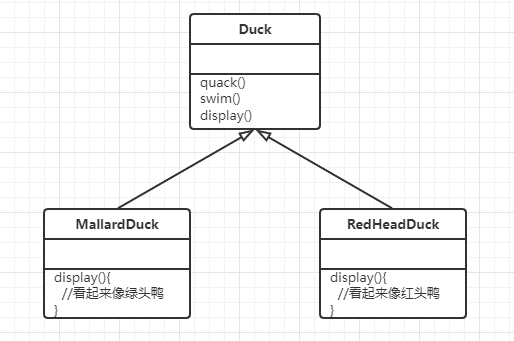 Duck
quack()
swim()
display()
MallardDuck
display(){
//看起来像绿头鸭
}
RedHeadDuck
display(){
//看起来像红头鸭
}